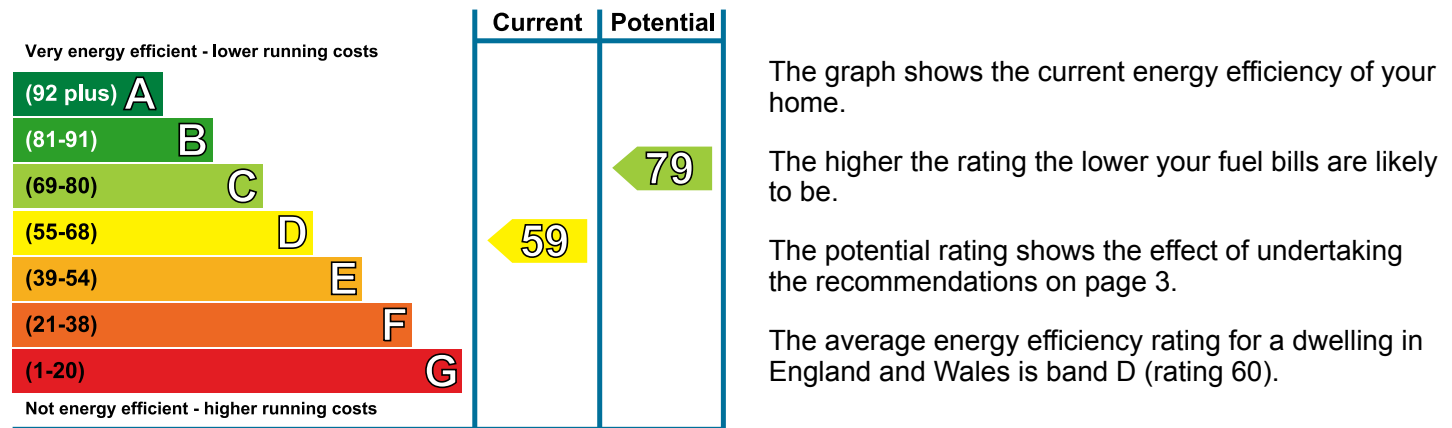 Current Potential
Very energy efficient - lower running costs
(92 plus) A
(81-91) B
(69-80) C
(55-68) D
(39-54) E
(21-38) F
(1-20) G
Not energy efficient - higher running costs
59
79
The graph shows the current energy efficiency of your
home.
The higher the rating the lower your fuel bills are likely
to be.
The potential rating shows the effect of undertaking
the recommendations on page 3.
The average energy efficiency rating for a dwelling in
England and Wales is band D (rating 60).